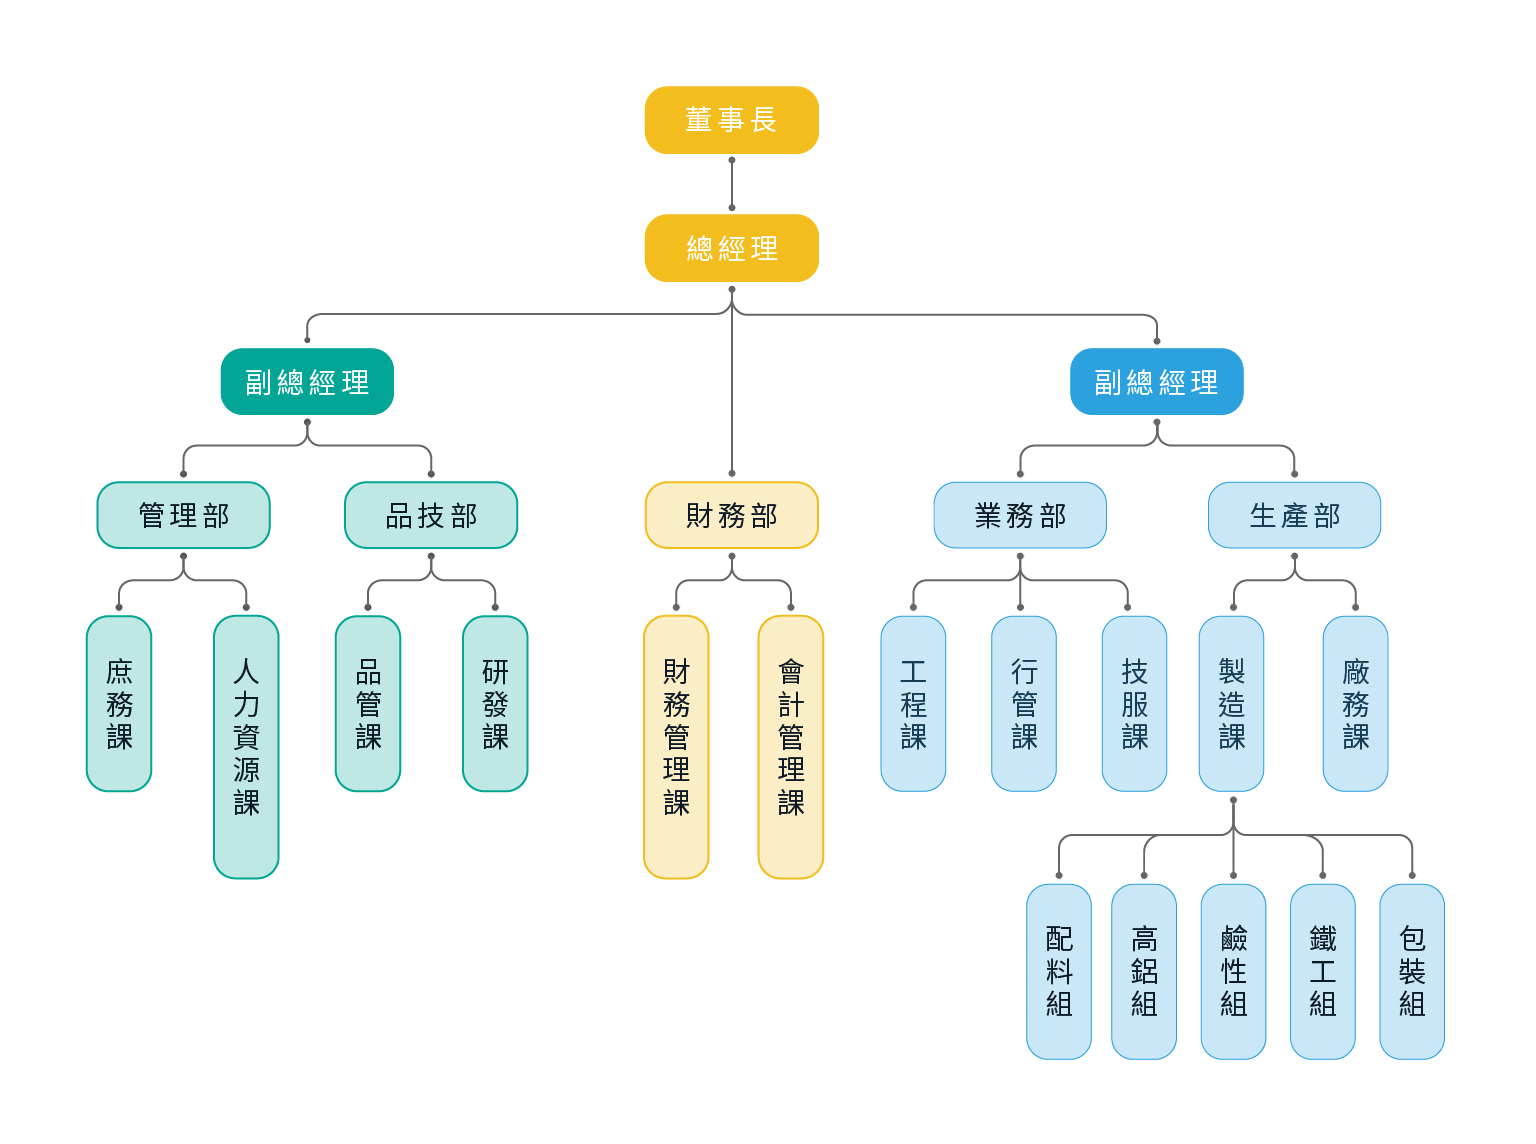 董事長
總經理
副總經理
副總經理
管理部
品技部
財務部
業務部
生產部
庶務課
人力資源課
品管課
研發課
財務管理課
會計管理課
工程課
行管課
技服課
製造課
廠務課
配料組
高鋁組
鹼性組
鐵工組
包裝組